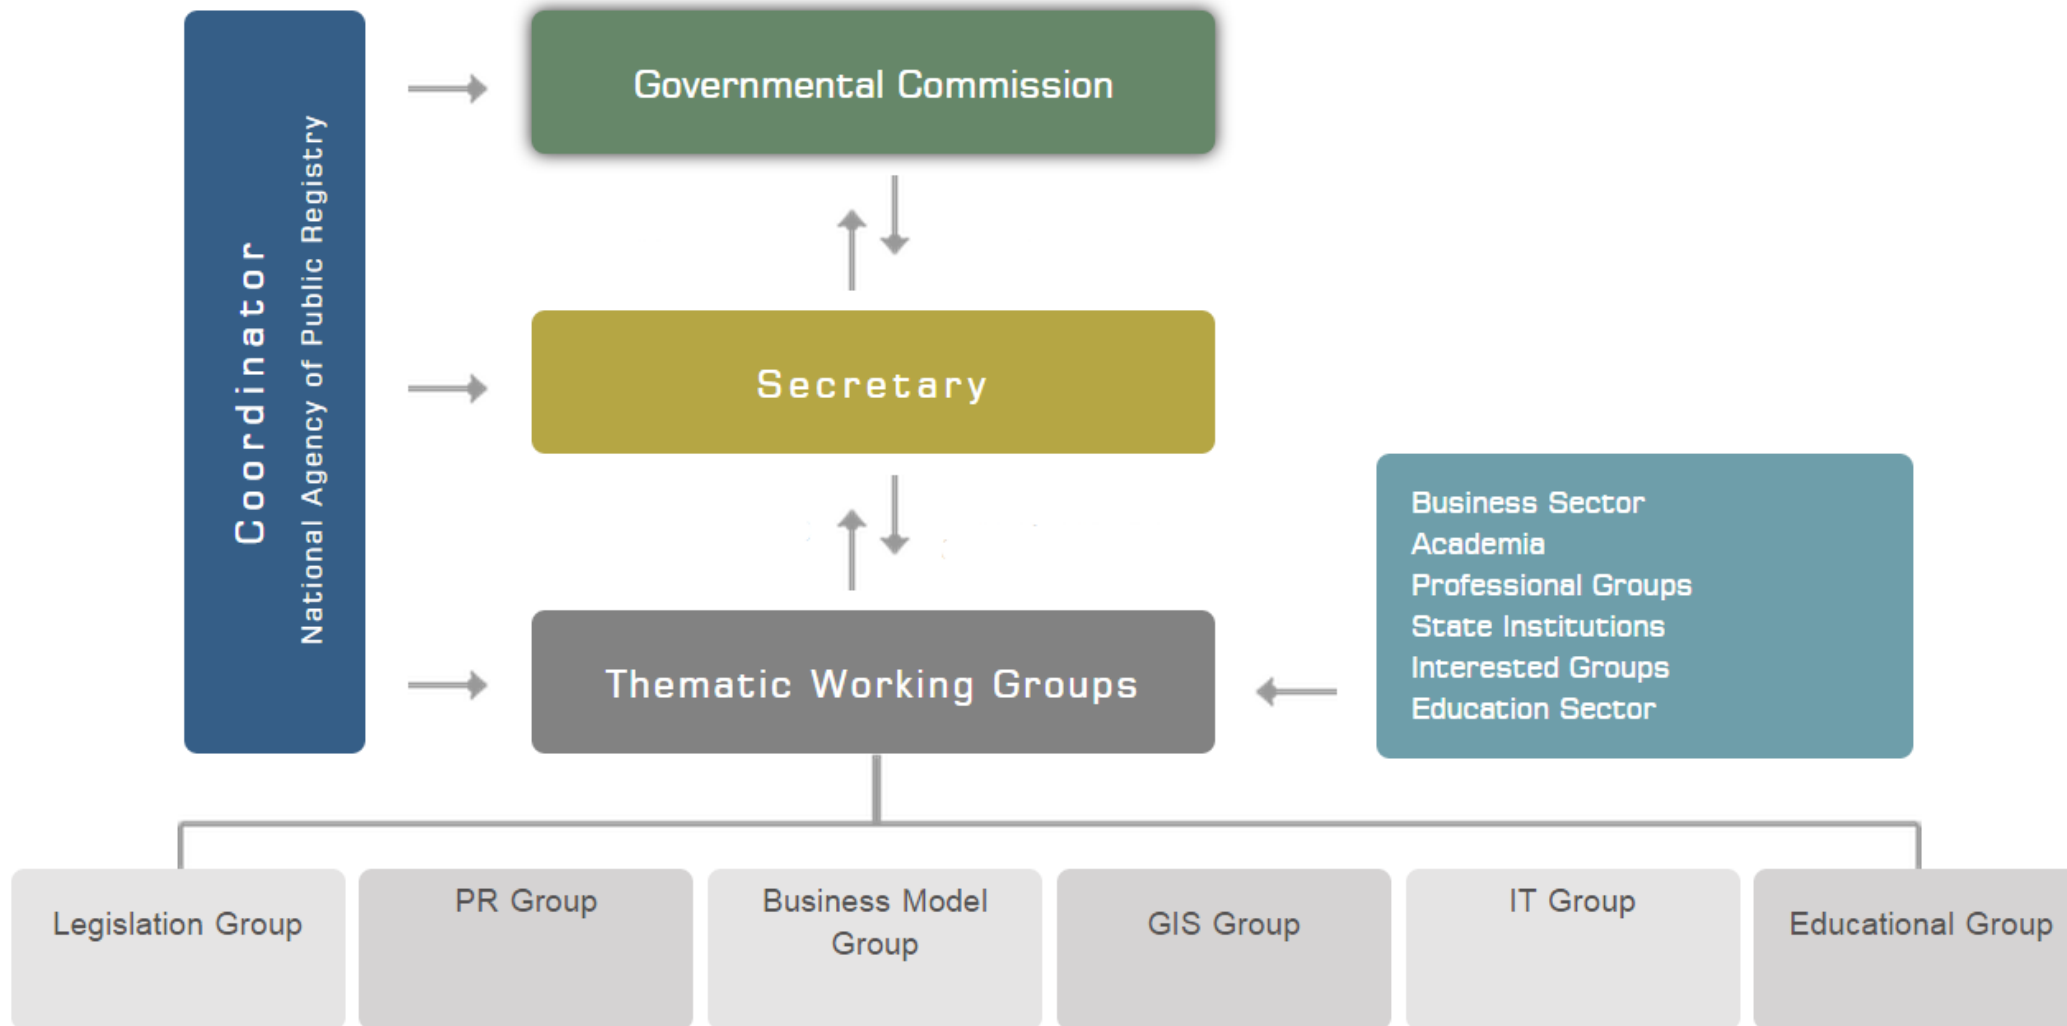 Coordinator
National Agency of Public Registry
Governmental Commission
Secretary
Thematic Working Groups
Business Sector
Academia
Professional Groups
State Institutions
Interested Groups
Education Sector
Legislation Group
PR Group
Business Model
Group
GIS Group
IT Group
Educational Group